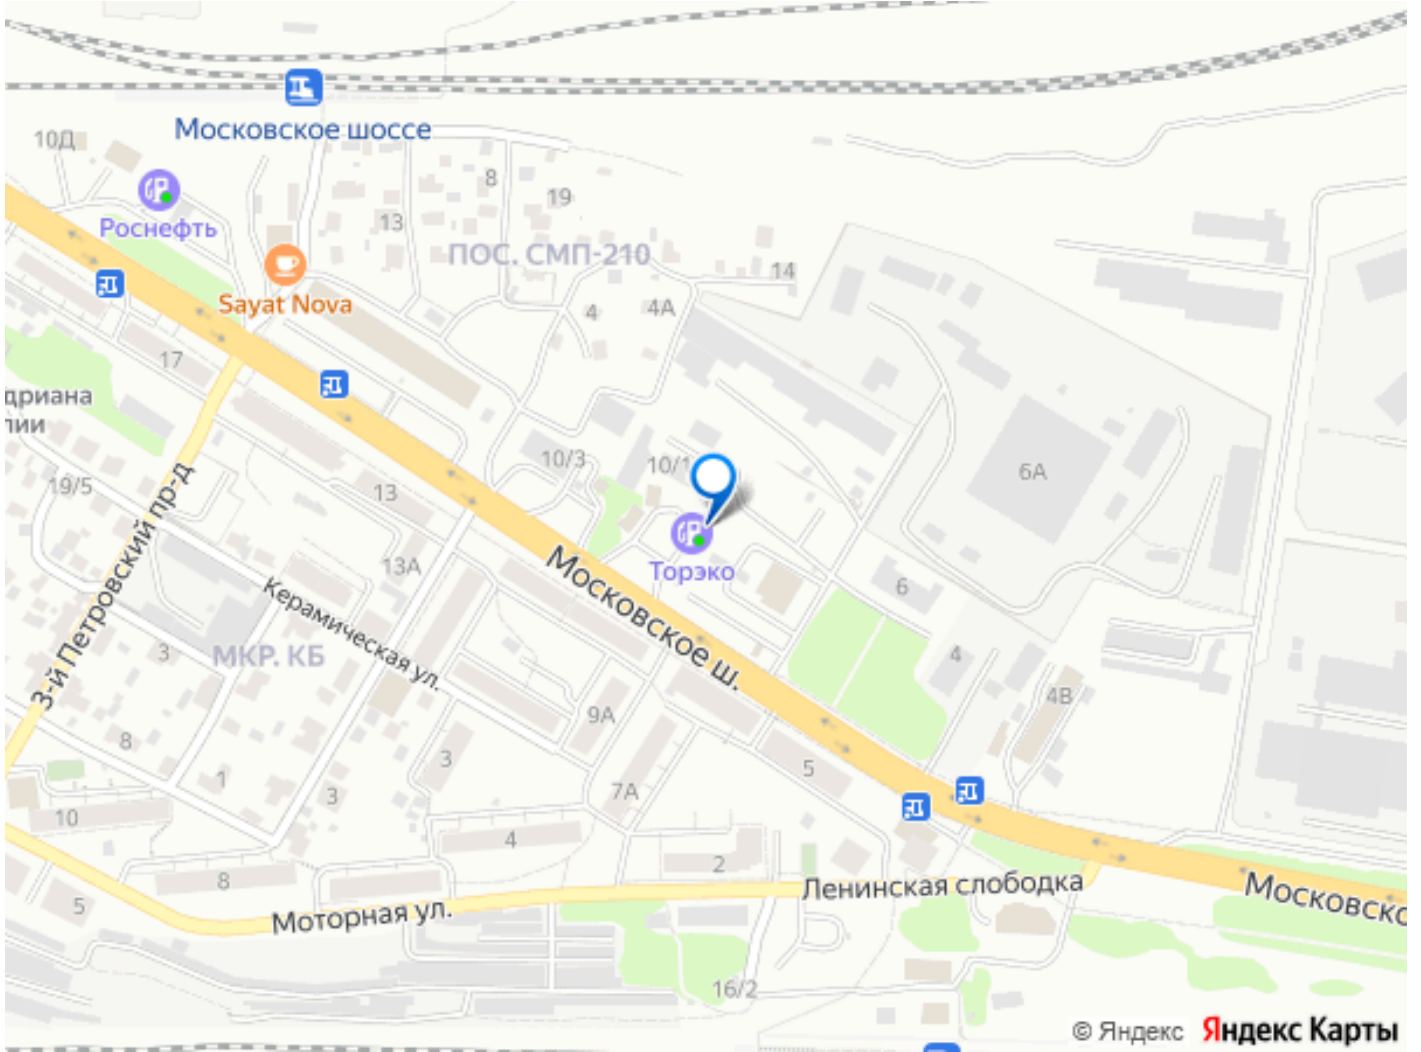 Московское шоссе
10Д
8
19
Роснефть
13
ПОС. СМП-210
14
Sayat Nova
4
4А
17
дриана
лии
10/3
10/1
6А
19/5
13
3-й Петровский пр-д
13А
Торэко
Московское ш.
6
Керамическая ул.
3
МКР. КБ
4
4В
9А
8
3
5
1
3
7А
10
4
2
8
Ленинская слободка
Московско
5
Моторная ул.
16/2
© Яндекс Яндекс Карты